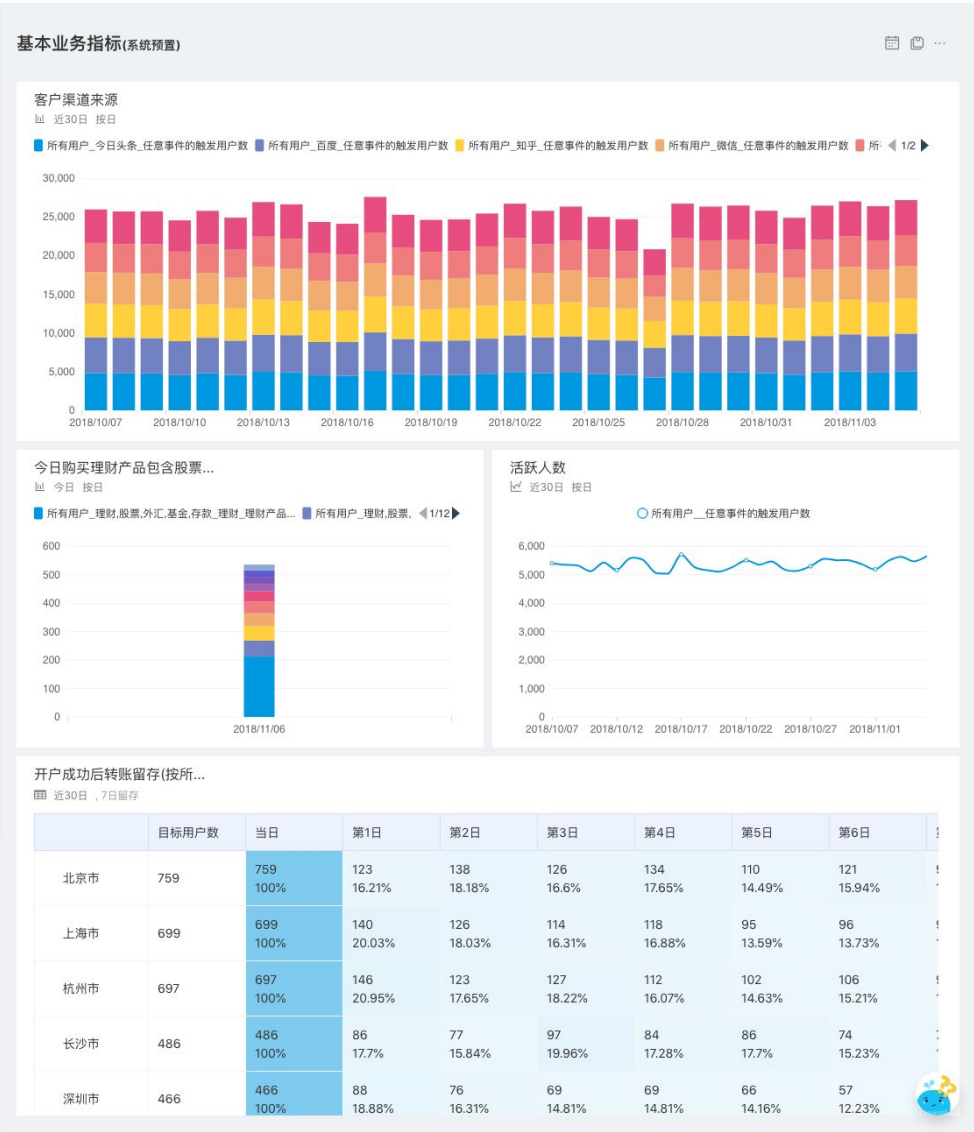 基本业务指标(系统预置)
客户渠道来源
近30日 按日
所有用户_今日头条_任意事件的触发用户数 所有用户_百度_任意事件的触发用户数 所有用户_知乎_任意事件的触发用户数 所有用户_微信_任意事件的触发用户数 所 1/2
30,000
25,000
20,000
15,000
10,000
5,000
0
2018/10/07 2018/10/10 2018/10/13 2018/10/16 2018/10/19 2018/10/22 2018/10/25 2018/10/28 2018/10/31 2018/11/03
今日购买理财产品包含股票...
今日 按日
所有用户_理财,股票,外汇,基金,存款_理财_理财产品... 所有用户_理财,股票, 1/12
600
500
400
300
200
100
0
2018/11/06
活跃人数
近30日 按日
所有用户__任意事件的触发用户数
6,000
5,000
4,000
3,000
2,000
1,000
0
2018/10/07 2018/10/12 2018/10/17 2018/10/22 2018/10/27 2018/11/01
开户成功后转账留存(按所...
近30日 , 7日留存
目标用户数 当日 第1日 第2日 第3日 第4日 第5日 第6日
北京市 759 759 123 138 126 134 110 121
100% 16.21% 18.18% 16.6% 17.65% 14.49% 15.94%
上海市 699 699 140 126 114 118 95 96
100% 20.03% 18.03% 16.31% 16.88% 13.59% 13.73%
杭州市 697 697 146 123 127 112 102 106
100% 20.95% 17.65% 18.22% 16.07% 14.63% 15.21%
长沙市 486 486 86 77 97 84 86 74
100% 17.7% 15.84% 19.96% 17.28% 17.7% 15.23%
深圳市 466 466 88 76 69 69 66 57
100% 18.88% 16.31% 14.81% 14.81% 14.16% 12.23%